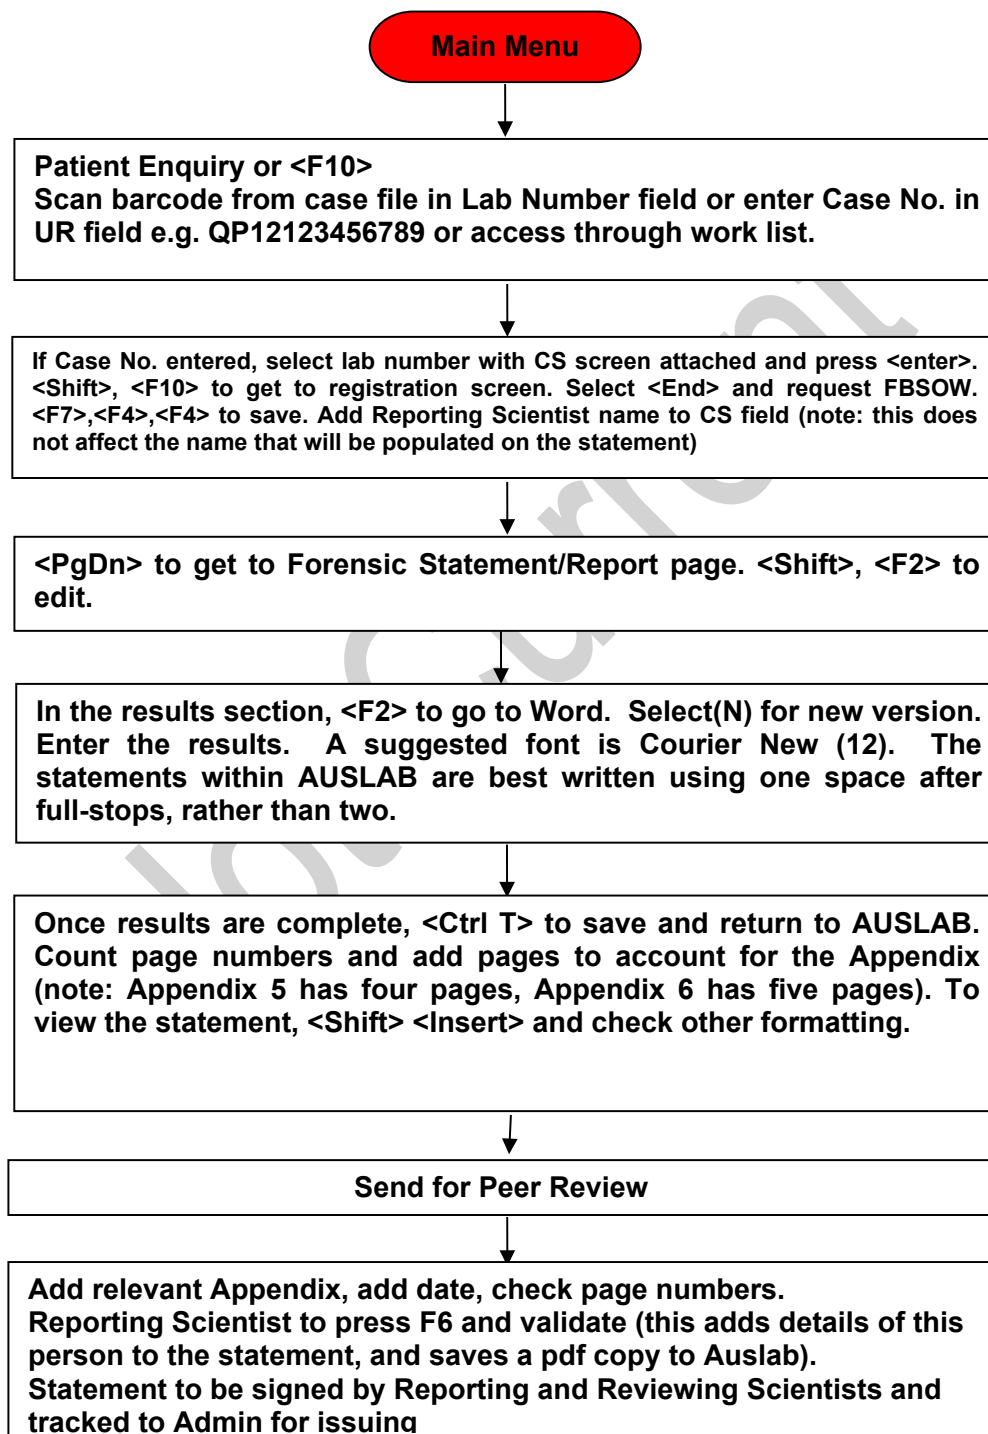 Main Menu
Patient Enquiry or <F10>
Scan barcode from case file in Lab Number field or enter Case No. in
UR field e.g. QP12123456789 or access through work list.
If Case No. entered, select lab number with CS screen attached and press <enter>.
<Shift>, <F10> to get to registration screen. Select <End> and request FBSOW.
<F7>,<F4>,<F4> to save. Add Reporting Scientist name to CS field (note: this does
not affect the name that will be populated on the statement)
<PgDn> to get to Forensic Statement/Report page. <Shift>, <F2> to
edit.
In the results section, <F2> to go to Word. Select(N) for new version.
Enter the results. A suggested font is Courier New (12). The
statements within AUSLAB are best written using one space after
full-stops, rather than two.
Once results are complete, <Ctrl T> to save and return to AUSLAB.
Count page numbers and add pages to account for the Appendix
(note: Appendix 5 has four pages, Appendix 6 has five pages). To
view the statement, <Shift> <Insert> and check other formatting.
Send for Peer Review
Add relevant Appendix, add date, check page numbers.
Reporting Scientist to press F6 and validate (this adds details of this
person to the statement, and saves a pdf copy to Auslab).
Statement to be signed by Reporting and Reviewing Scientists and
tracked to Admin for issuing
Not Current